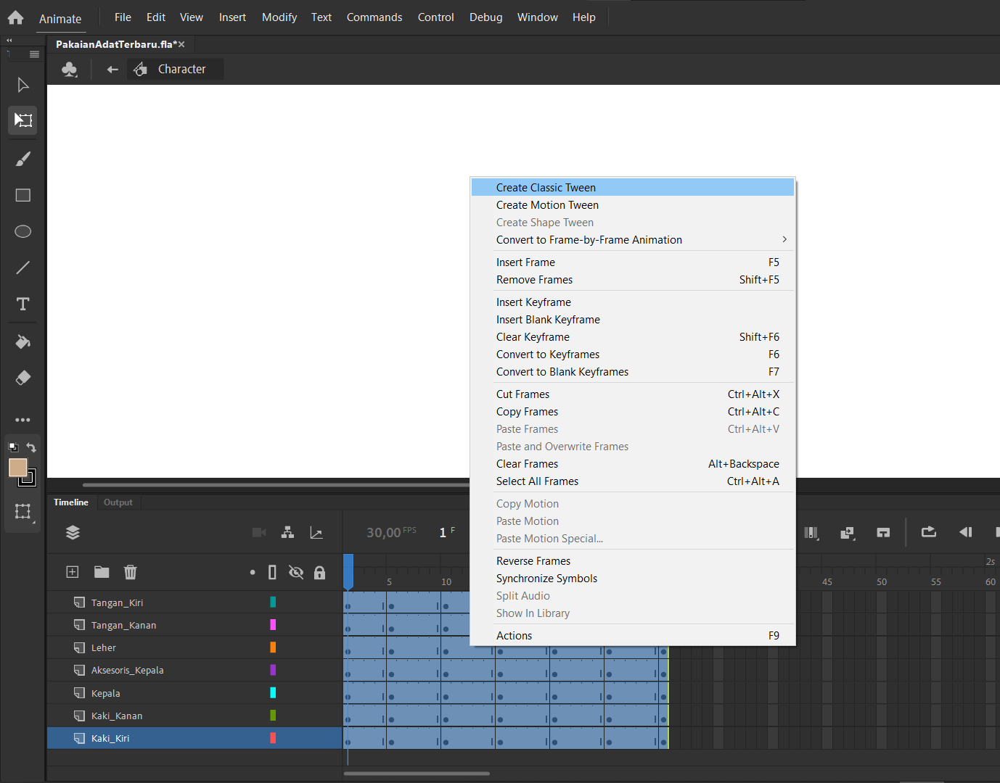 Animate File Edit View Insert Modify Text Commands Control Debug Window Help
PakaianAdatTerbaru.fla*
Character
Create Classic Tween
Create Motion Tween
Create Shape Tween
Convert to Frame-by-Frame Animation
Insert Frame F5
Remove Frames Shift+F5
Insert Keyframe
Insert Blank Keyframe
Clear Keyframe Shift+F6
Convert to Keyframes F6
Convert to Blank Keyframes F7
Cut Frames Ctrl+Alt+X
Copy Frames Ctrl+Alt+C
Paste Frames Ctrl+Alt+V
Paste and Overwrite Frames
Clear Frames Alt+Backspace
Select All Frames Ctrl+Alt+A
Copy Motion
Paste Motion
Paste Motion Special...
Reverse Frames
Synchronize Symbols
Split Audio
Show In Library
Actions F9
Timeline Output
30,00 FPS 1 F
2s
5 10 45 50 55 60
Tangan_Kiri
Tangan_Kanan
Leher
Aksesoris_Kepala
Kepala
Kaki_Kanan
Kaki_Kiri